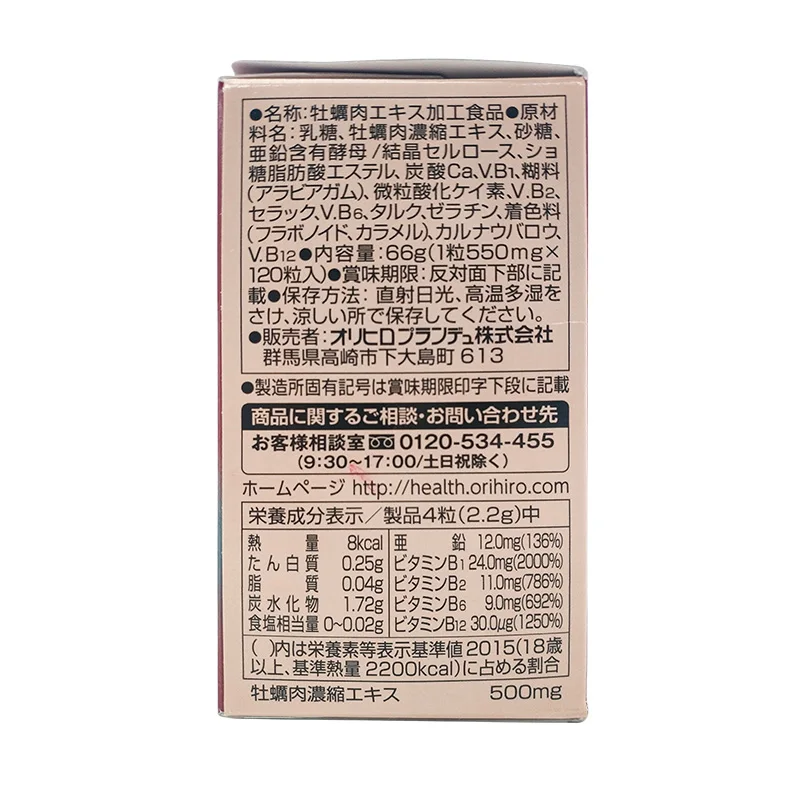 ●名称:牡蠣肉エキス加工食品●原材
料名:乳糖、牡蠣肉濃縮エキス、砂糖、
亜鉛含有酵母/結晶セルロース、ショ
糖脂肪酸エステル、炭酸Ca、V.B1、糊料
(アラビアガム)、微粒酸化ケイ素、V.B2、
セラック、V.B6、タルク、ゼラチン、着色料
(フラボノイド、カラメル)、カルナウバロウ、
V.B12●内容量:66g(1粒550mg×
120粒入)●賞味期限:反対面下部に記
載●保存方法:直射日光、高温多湿を
さけ、涼しい所で保存してください。
●販売者:オリヒロプランデュ株式会社
群馬県高崎市下大島町613
●製造所固有記号は賞味期限印字下段に記載
商品に関するご相談・お問い合わせ先
お客様相談室 0120-534-455
(9:30~17:00/土日祝除く)
ホームページ http://health.orihiro.com
栄養成分表示/製品4粒(2.2g)中
熱量 8kcal 亜鉛 12.0mg(136%)
たん白質 0.25g ビタミンB1 24.0mg(2000%)
脂質 0.04g ビタミンB2 11.0mg(786%)
炭水化物 1.72g ビタミンB6 9.0mg(692%)
食塩相当量 0~0.02g ビタミンB12 30.0μg(1250%)
( )内は栄養素等表示基準値2015(18歳
以上、基準熱量2200kcal)に占める割合
牡蠣肉濃縮エキス 500mg